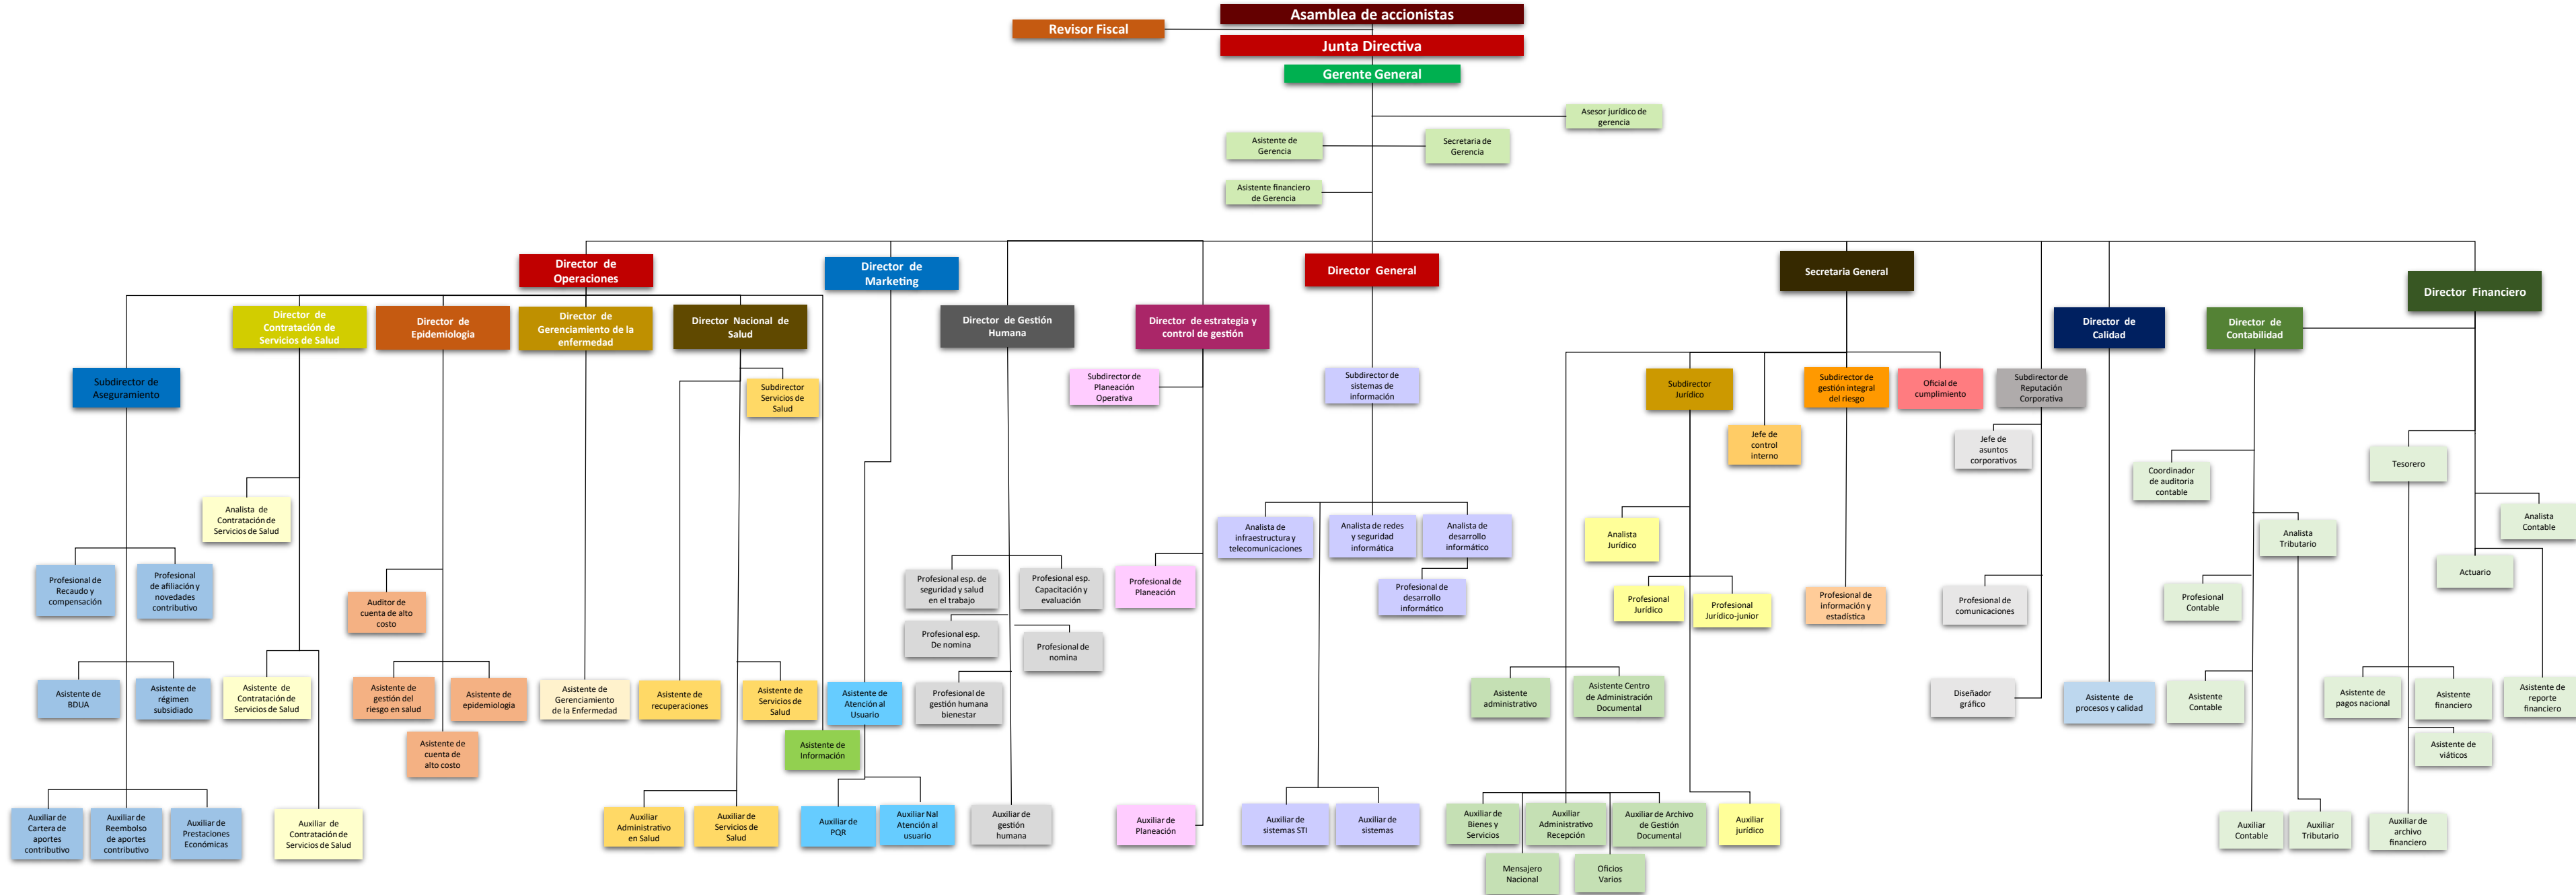 Asamblea de accionistas
Revisor Fiscal
Junta Directiva
Gerente General
Asesor jurídico de
gerencia
Asistente de
Gerencia
Secretaria de
Gerencia
Asistente financiero
de Gerencia
Director de
Operaciones
Director de
Marketing
Director General
Secretaria General
Director Financiero
Director de
Contratación de
Servicios de Salud
Director de
Epidemiologia
Director de
Gerenciamiento de la
enfermedad
Director Nacional de
Salud
Director de Gestión
Humana
Director de estrategia y
control de gestión
Director de
Calidad
Director de
Contabilidad
Subdirector de
Aseguramiento
Subdirector
Servicios de
Salud
Subdirector de
Planeación
Operativa
Subdirector de
sistemas de
información
Subdirector
Jurídico
Subdirector de
gestión integral
del riesgo
Oficial de
cumplimiento
Subdirector de
Reputación
Corporativa
Jefe de
control
interno
Jefe de
asuntos
corporativos
Coordinador
de auditoria
contable
Tesorero
Analista de
Contratación de
Servicios de Salud
Analista de
infraestructura y
telecomunicaciones
Analista de redes
y seguridad
informática
Analista de
desarrollo
informático
Analista
Jurídico
Analista
Tributario
Analista
Contable
Profesional de
Recaudo y
compensación
Profesional
de afiliación y
novedades
contributivo
Auditor de
cuenta de alto
costo
Profesional esp. de
seguridad y salud
en el trabajo
Profesional esp.
Capacitación y
evaluación
Profesional de
Planeación
Profesional de
desarrollo
informático
Profesional
Jurídico
Profesional
Jurídico-junior
Profesional de
información y
estadística
Profesional de
comunicaciones
Profesional
Contable
Actuario
Profesional esp.
De nomina
Profesional de
nomina
Asistente de
BDUA
Asistente de
régimen
subsidiado
Asistente de
Contratación de
Servicios de Salud
Asistente de
gestión del
riesgo en salud
Asistente de
epidemiologia
Asistente de
Gerenciamiento
de la Enfermedad
Asistente de
recuperaciones
Asistente de
Servicios de
Salud
Asistente de
Atención al
Usuario
Profesional de
gestión humana
bienestar
Asistente
administrativo
Asistente Centro
de Administración
Documental
Diseñador
gráfico
Asistente de
procesos y calidad
Asistente
Contable
Asistente de
pagos nacional
Asistente
financiero
Asistente de
reporte
financiero
Asistente de
cuenta de
alto costo
Asistente de
Información
Asistente de
viáticos
Auxiliar de
Cartera de
aportes
contributivo
Auxiliar de
Reembolso
de aportes
contributivo
Auxiliar de
Prestaciones
Económicas
Auxiliar de
Contratación de
Servicios de Salud
Auxiliar
Administrativo
en Salud
Auxiliar de
Servicios de
Salud
Auxiliar de
PQR
Auxiliar Nal
Atención al
usuario
Auxiliar de
gestión
humana
Auxiliar de
Planeación
Auxiliar de
sistemas STI
Auxiliar de
sistemas
Auxiliar de
Bienes y
Servicios
Auxiliar
Administrativo
Recepción
Auxiliar de Archivo
de Gestión
Documental
Auxiliar
jurídico
Auxiliar
Contable
Auxiliar
Tributario
Auxiliar de
archivo
financiero
Mensajero
Nacional
Oficios
Varios